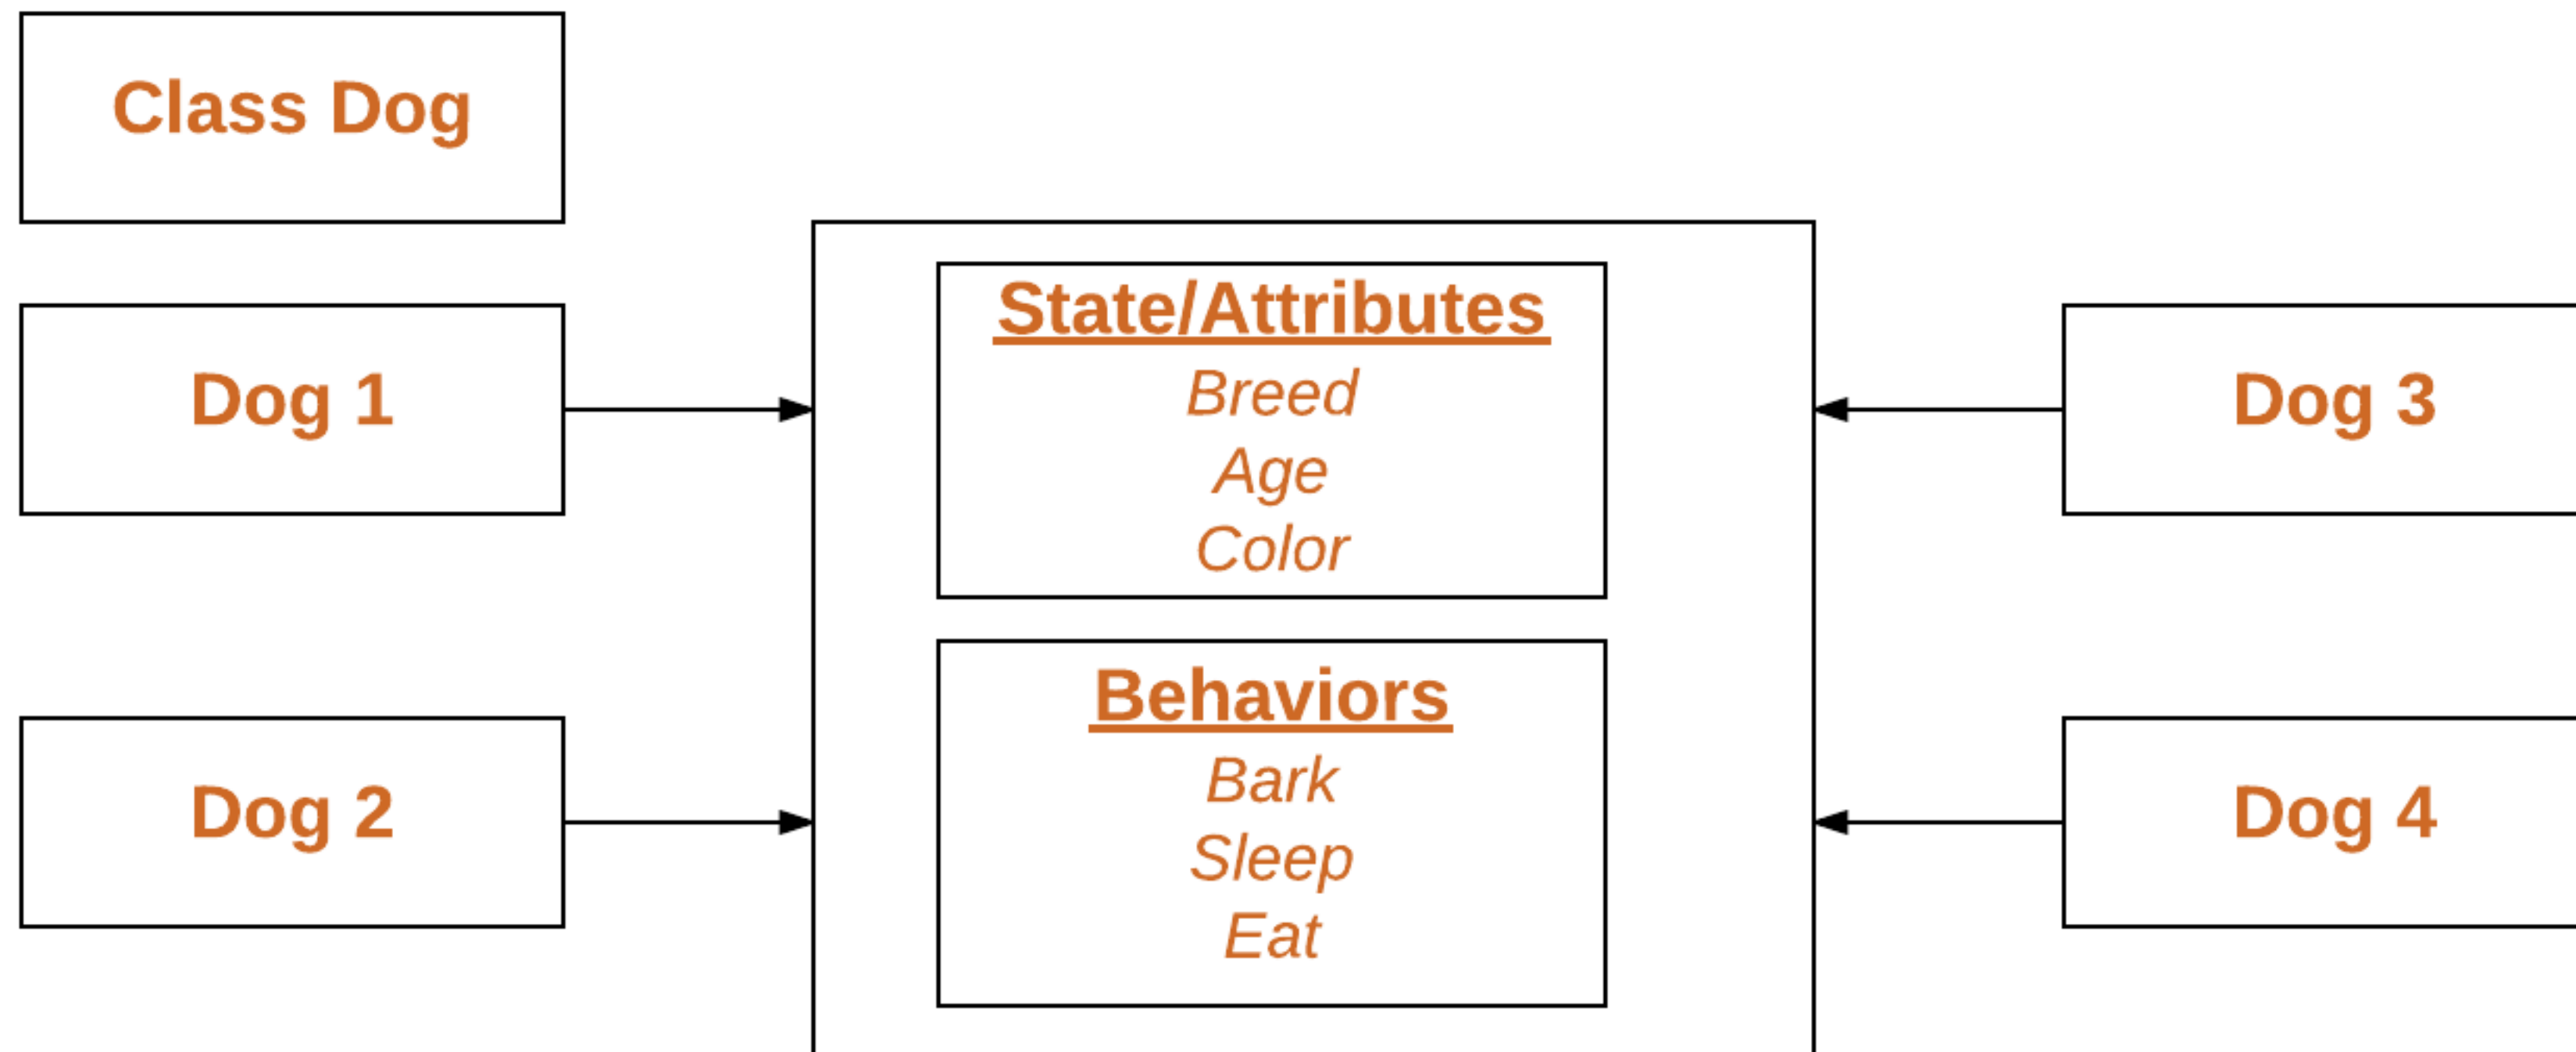 Class Dog
Dog 1
Dog 2
State/Attributes
Breed
Age
Color
Behaviors
Bark
Sleep
Eat
Dog 3
Dog 4